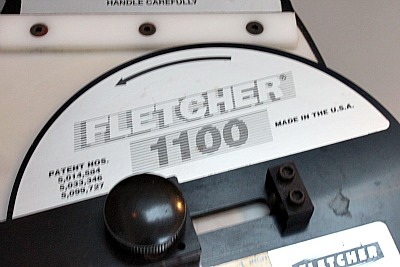 HANDLE CAREFULLY
FLETCHER®
1100
MADE IN THE U.S.A.
PATENT NOS.
5,014,584
5,033,346
5,099,727
FLETCHER